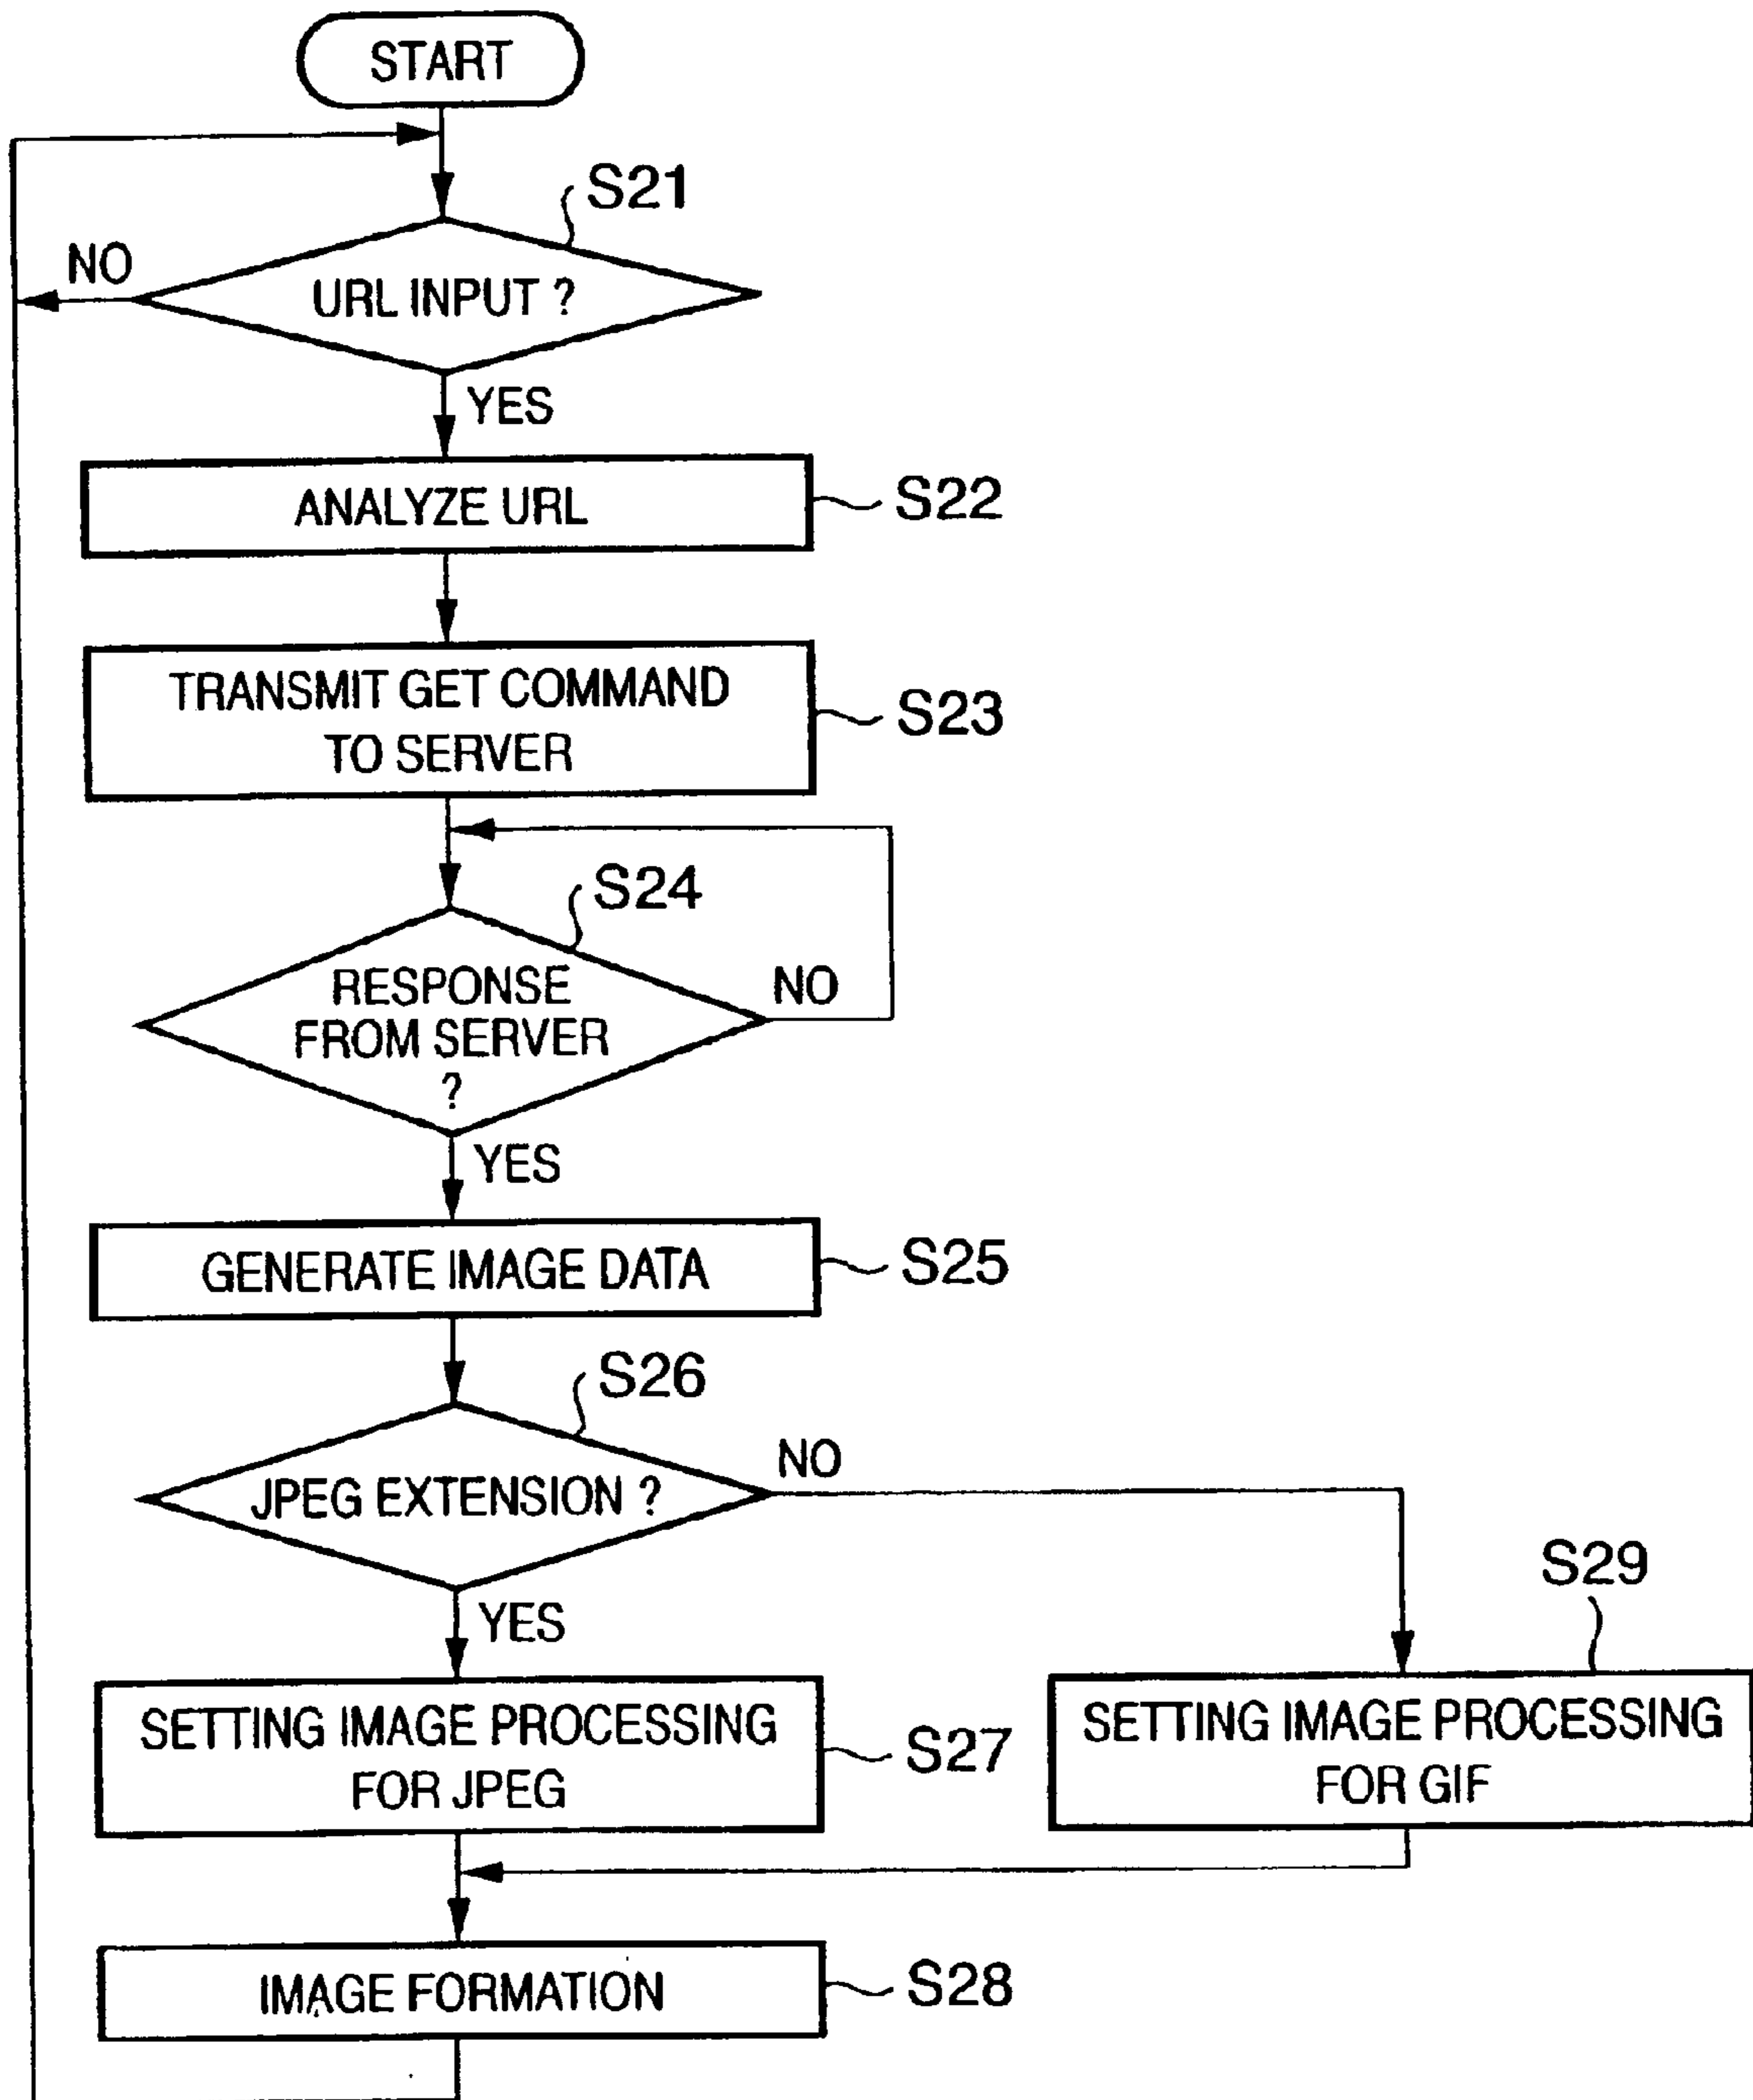 START
S21
NO
URL INPUT ?
YES
ANALYZE URL
S22
TRANSMIT GET COMMAND
TO SERVER
S23
S24
RESPONSE
FROM SERVER
?
NO
YES
GENERATE IMAGE DATA
S25
S26
JPEG EXTENSION ?
NO
YES
S29
SETTING IMAGE PROCESSING
FOR JPEG
S27
SETTING IMAGE PROCESSING
FOR GIF
IMAGE FORMATION
S28